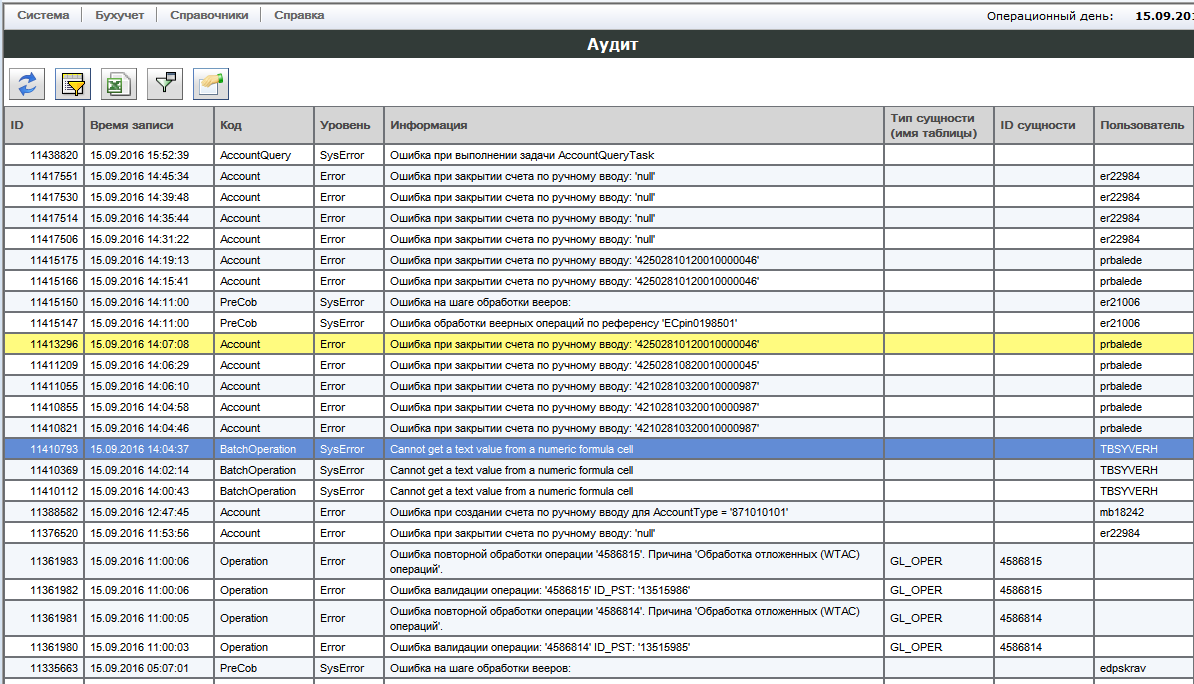 Система Бухучет Справочники Справка Операционный день: 15.09.201
Аудит
ID Время записи Код Уровень Информация Тип сущности (имя таблицы) ID сущности Пользователь
11438820 15.09.2016 15:52:39 AccountQuery SysError Ошибка при выполнении задачи AccountQueryTask
11417551 15.09.2016 14:45:34 Account Error Ошибка при закрытии счета по ручному вводу: 'null' er22984
11417530 15.09.2016 14:39:48 Account Error Ошибка при закрытии счета по ручному вводу: 'null' er22984
11417514 15.09.2016 14:35:44 Account Error Ошибка при закрытии счета по ручному вводу: 'null' er22984
11417506 15.09.2016 14:31:22 Account Error Ошибка при закрытии счета по ручному вводу: 'null' er22984
11415175 15.09.2016 14:19:13 Account Error Ошибка при закрытии счета по ручному вводу: '42502810120010000046' prbalede
11415166 15.09.2016 14:15:41 Account Error Ошибка при закрытии счета по ручному вводу: '42502810120010000046' prbalede
11415150 15.09.2016 14:11:00 PreCob SysError Ошибка на шаге обработки вееров: er21006
11415147 15.09.2016 14:11:00 PreCob SysError Ошибка обработки веерных операций по референсу 'ECpin0198501' er21006
11413296 15.09.2016 14:07:08 Account Error Ошибка при закрытии счета по ручному вводу: '42502810120010000046' prbalede
11411209 15.09.2016 14:06:29 Account Error Ошибка при закрытии счета по ручному вводу: '42502810820010000045' prbalede
11411055 15.09.2016 14:06:10 Account Error Ошибка при закрытии счета по ручному вводу: '42102810320010000987' prbalede
11410855 15.09.2016 14:04:58 Account Error Ошибка при закрытии счета по ручному вводу: '42102810320010000987' prbalede
11410821 15.09.2016 14:04:46 Account Error Ошибка при закрытии счета по ручному вводу: '42102810320010000987' prbalede
11410793 15.09.2016 14:04:37 BatchOperation SysError Cannot get a text value from a numeric formula cell TBSYVERH
11410369 15.09.2016 14:02:14 BatchOperation SysError Cannot get a text value from a numeric formula cell TBSYVERH
11410112 15.09.2016 14:00:43 BatchOperation SysError Cannot get a text value from a numeric formula cell TBSYVERH
11388582 15.09.2016 12:47:45 Account Error Ошибка при создании счета по ручному вводу для AccountType = '871010101' mb18242
11376520 15.09.2016 11:53:56 Account Error Ошибка при закрытии счета по ручному вводу: 'null' er22984
11361983 15.09.2016 11:00:06 Operation Error Ошибка повторной обработки операции '4586815'. Причина 'Обработка отложенных (WTAC) операций'. GL_OPER 4586815
11361982 15.09.2016 11:00:06 Operation Error Ошибка валидации операции: '4586815' ID_PST: '13515986' GL_OPER 4586815
11361981 15.09.2016 11:00:05 Operation Error Ошибка повторной обработки операции '4586814'. Причина 'Обработка отложенных (WTAC) операций'. GL_OPER 4586814
11361980 15.09.2016 11:00:03 Operation Error Ошибка валидации операции: '4586814' ID_PST: '13515985' GL_OPER 4586814
11335663 15.09.2016 05:07:01 PreCob SysError Ошибка на шаге обработки вееров: edpskrav